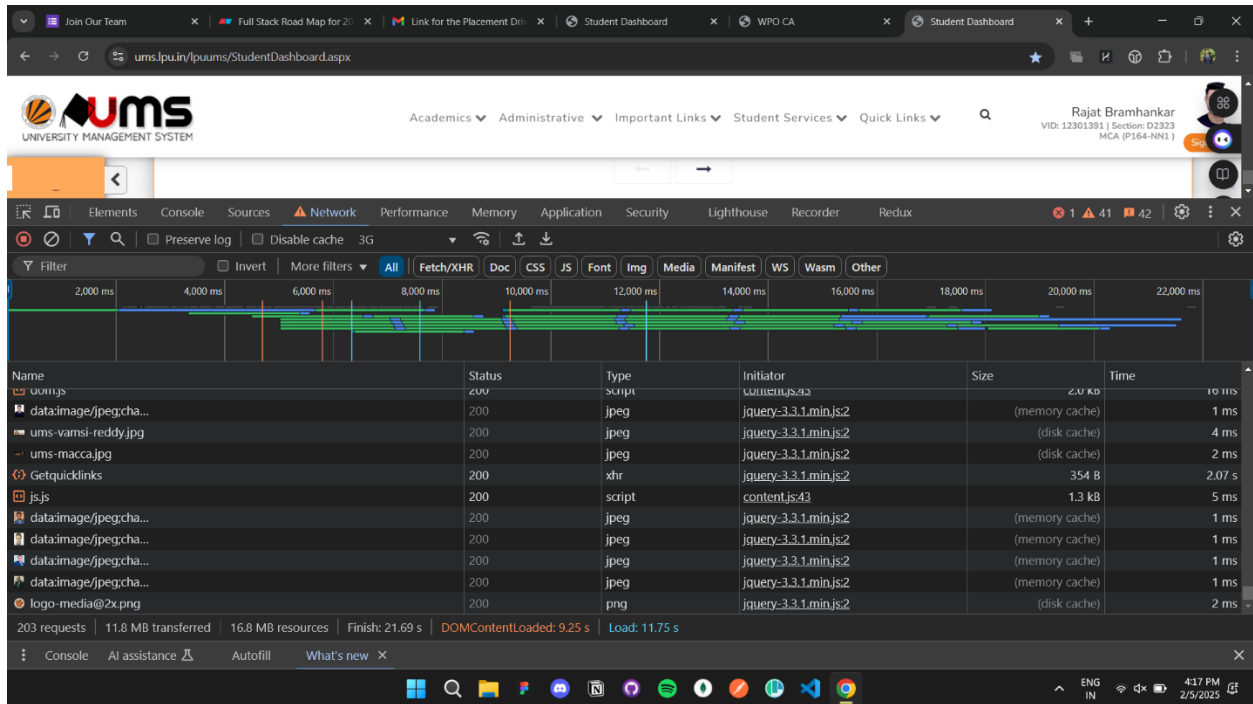 Join Our Team Full Stack Road Map for 20 Link for the Placement Driv Student Dashboard WPO CA Student Dashboard
ums.lpu.in/lpuums/StudentDashboard.aspx
UMS
UNIVERSITY MANAGEMENT SYSTEM
Academics Administrative Important Links Student Services Quick Links
Rajat Bramhankar
VID: 12301391 | Section: D2323
MCA (P164-NN1 )
Sig
Elements Console Sources Network Performance Memory Application Security Lighthouse Recorder Redux 1 41 42
Preserve log Disable cache 3G
Filter Invert More filters All Fetch/XHR Doc CSS JS Font Img Media Manifest WS Wasm Other
2,000 ms 4,000 ms 6,000 ms 8,000 ms 10,000 ms 12,000 ms 14,000 ms 16,000 ms 18,000 ms 20,000 ms 22,000 ms
Name Status Type Initiator Size Time
dom.js 200 script content.js:43 2.0 kB 16 ms
data:image/jpeg;cha... 200 jpeg jquery-3.3.1.min.js:2 (memory cache) 1 ms
ums-vamsi-reddy.jpg 200 jpeg jquery-3.3.1.min.js:2 (disk cache) 4 ms
ums-macca.jpg 200 jpeg jquery-3.3.1.min.js:2 (disk cache) 2 ms
Getquicklinks 200 xhr jquery-3.3.1.min.js:2 354 B 2.07 s
js.js 200 script content.js:43 1.3 kB 5 ms
data:image/jpeg;cha... 200 jpeg jquery-3.3.1.min.js:2 (memory cache) 1 ms
data:image/jpeg;cha... 200 jpeg jquery-3.3.1.min.js:2 (memory cache) 1 ms
data:image/jpeg;cha... 200 jpeg jquery-3.3.1.min.js:2 (memory cache) 1 ms
data:image/jpeg;cha... 200 jpeg jquery-3.3.1.min.js:2 (memory cache) 1 ms
logo-media@2x.png 200 png jquery-3.3.1.min.js:2 (disk cache) 2 ms
203 requests 11.8 MB transferred 16.8 MB resources Finish: 21.69 s DOMContentLoaded: 9.25 s Load: 11.75 s
Console AI assistance Autofill What's new
ENG
IN
4:17 PM
2/5/2025